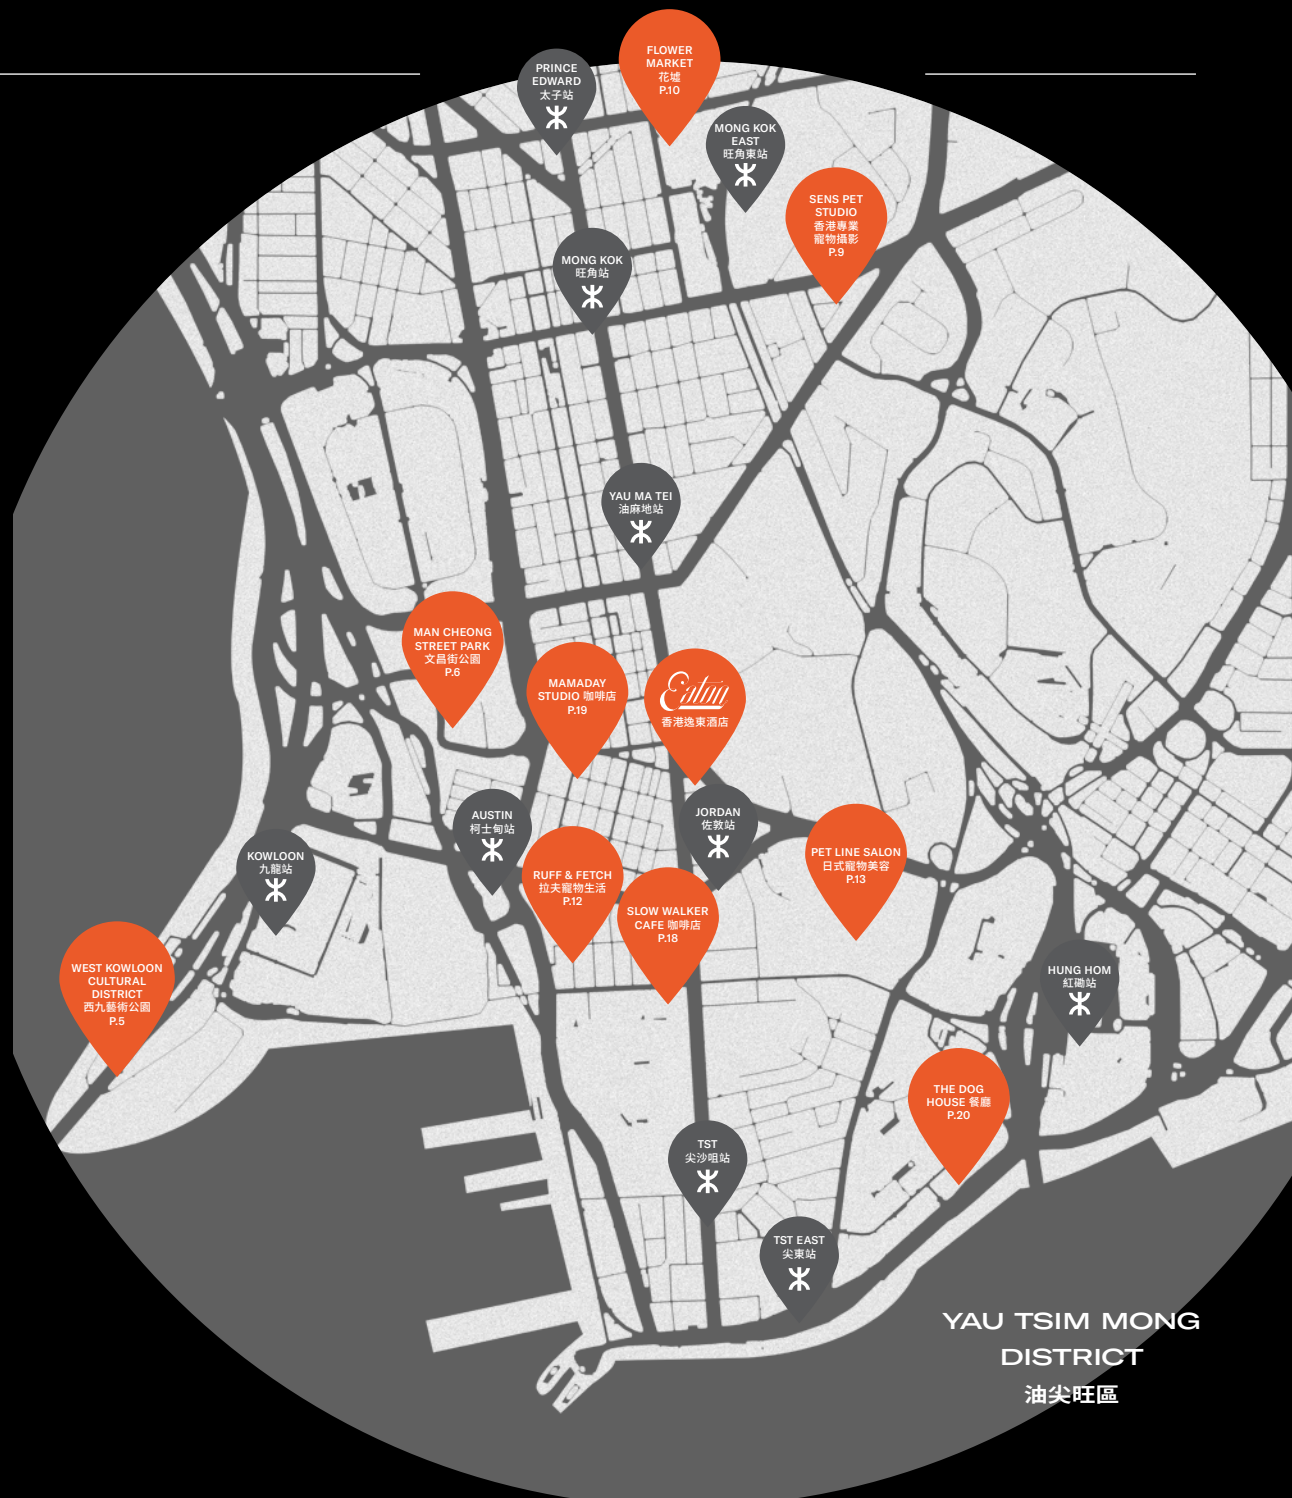 FLOWER
MARKET
花墟
P.10
PRINCE
EDWARD
太子站
MONG KOK
EAST
旺角東站
SENS PET
STUDIO
香港專業
寵物攝影
P.9
MONG KOK
旺角站
YAU MA TEI
油麻地站
MAN CHEONG
STREET PARK
文昌街公園
P.6
MAMADAY
STUDIO 咖啡店
P.19
Eaton
香港逸東酒店
AUSTIN
柯士甸站
JORDAN
佐敦站
PET LINE SALON
日式寵物美容
P.13
KOWLOON
九龍站
RUFF & FETCH
拉夫寵物生活
P.12
SLOW WALKER
CAFE 咖啡店
P.18
WEST KOWLOON
CULTURAL
DISTRICT
西九藝術公園
P.5
HUNG HOM
紅磡站
THE DOG
HOUSE 餐廳
P.20
TST
尖沙咀站
TST EAST
尖東站
YAU TSIM MONG
DISTRICT
油尖旺區